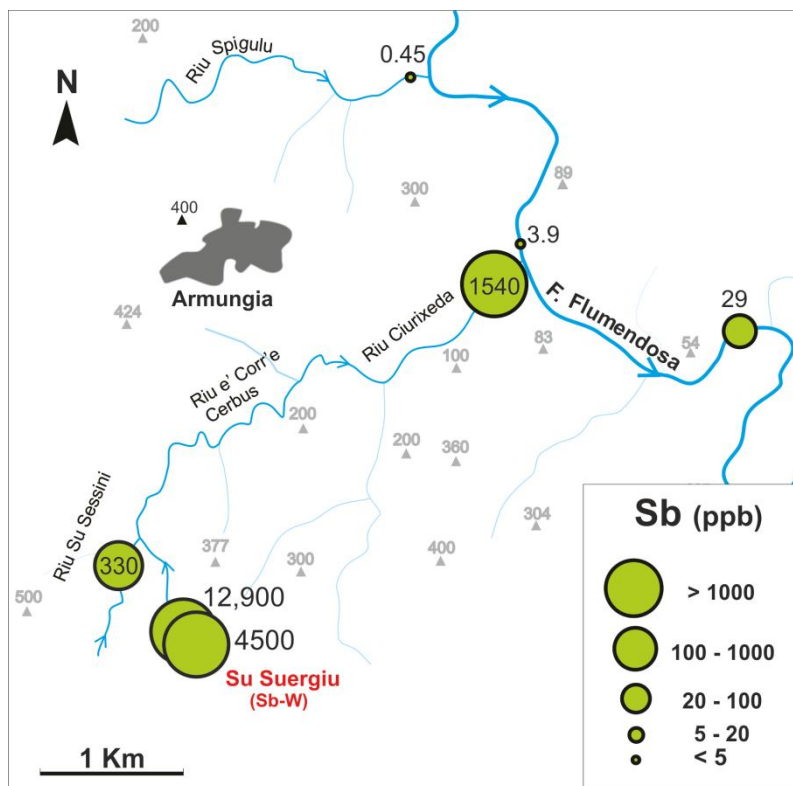 200
Riu Spigulu
0.45
N
89
300
400
3.9
Armungia
1540
F. Flumendosa
29
424
Riu Ciurixeda
83
54
100
Riu e' Corr'e
Cerbus
200
200
360
304
Riu Su Sessini
377
300
400
330
500
12,900
4500
Su Suergiu
(Sb-W)
1 Km
Sb (ppb)
> 1000
100 - 1000
20 - 100
5 - 20
< 5